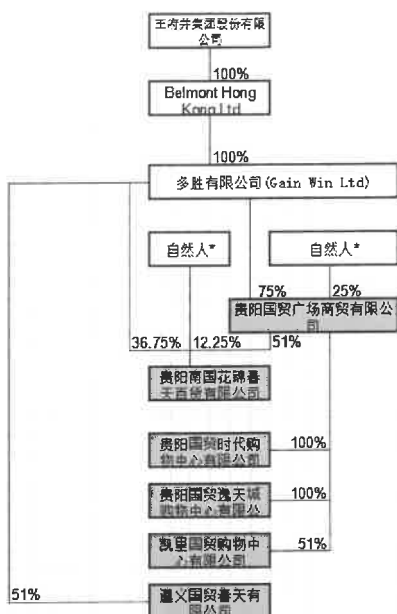 王府井集团股份有限
公司
100%
Belmont Hong
Kong Ltd
100%
多胜有限公司(Gain Win Ltd)
自然人*
自然人*
75%
25%
贵阳国贸广场商贸有限公
司
36.75%
12.25%
51%
贵阳南国花锦春
天百货有限公司
贵阳国贸时代购
物中心有限公司
100%
贵阳国贸逸天城
购物中心有限公
100%
凯里国贸购物中
心有限公司
51%
遵义国贸春天有
限公司
51%